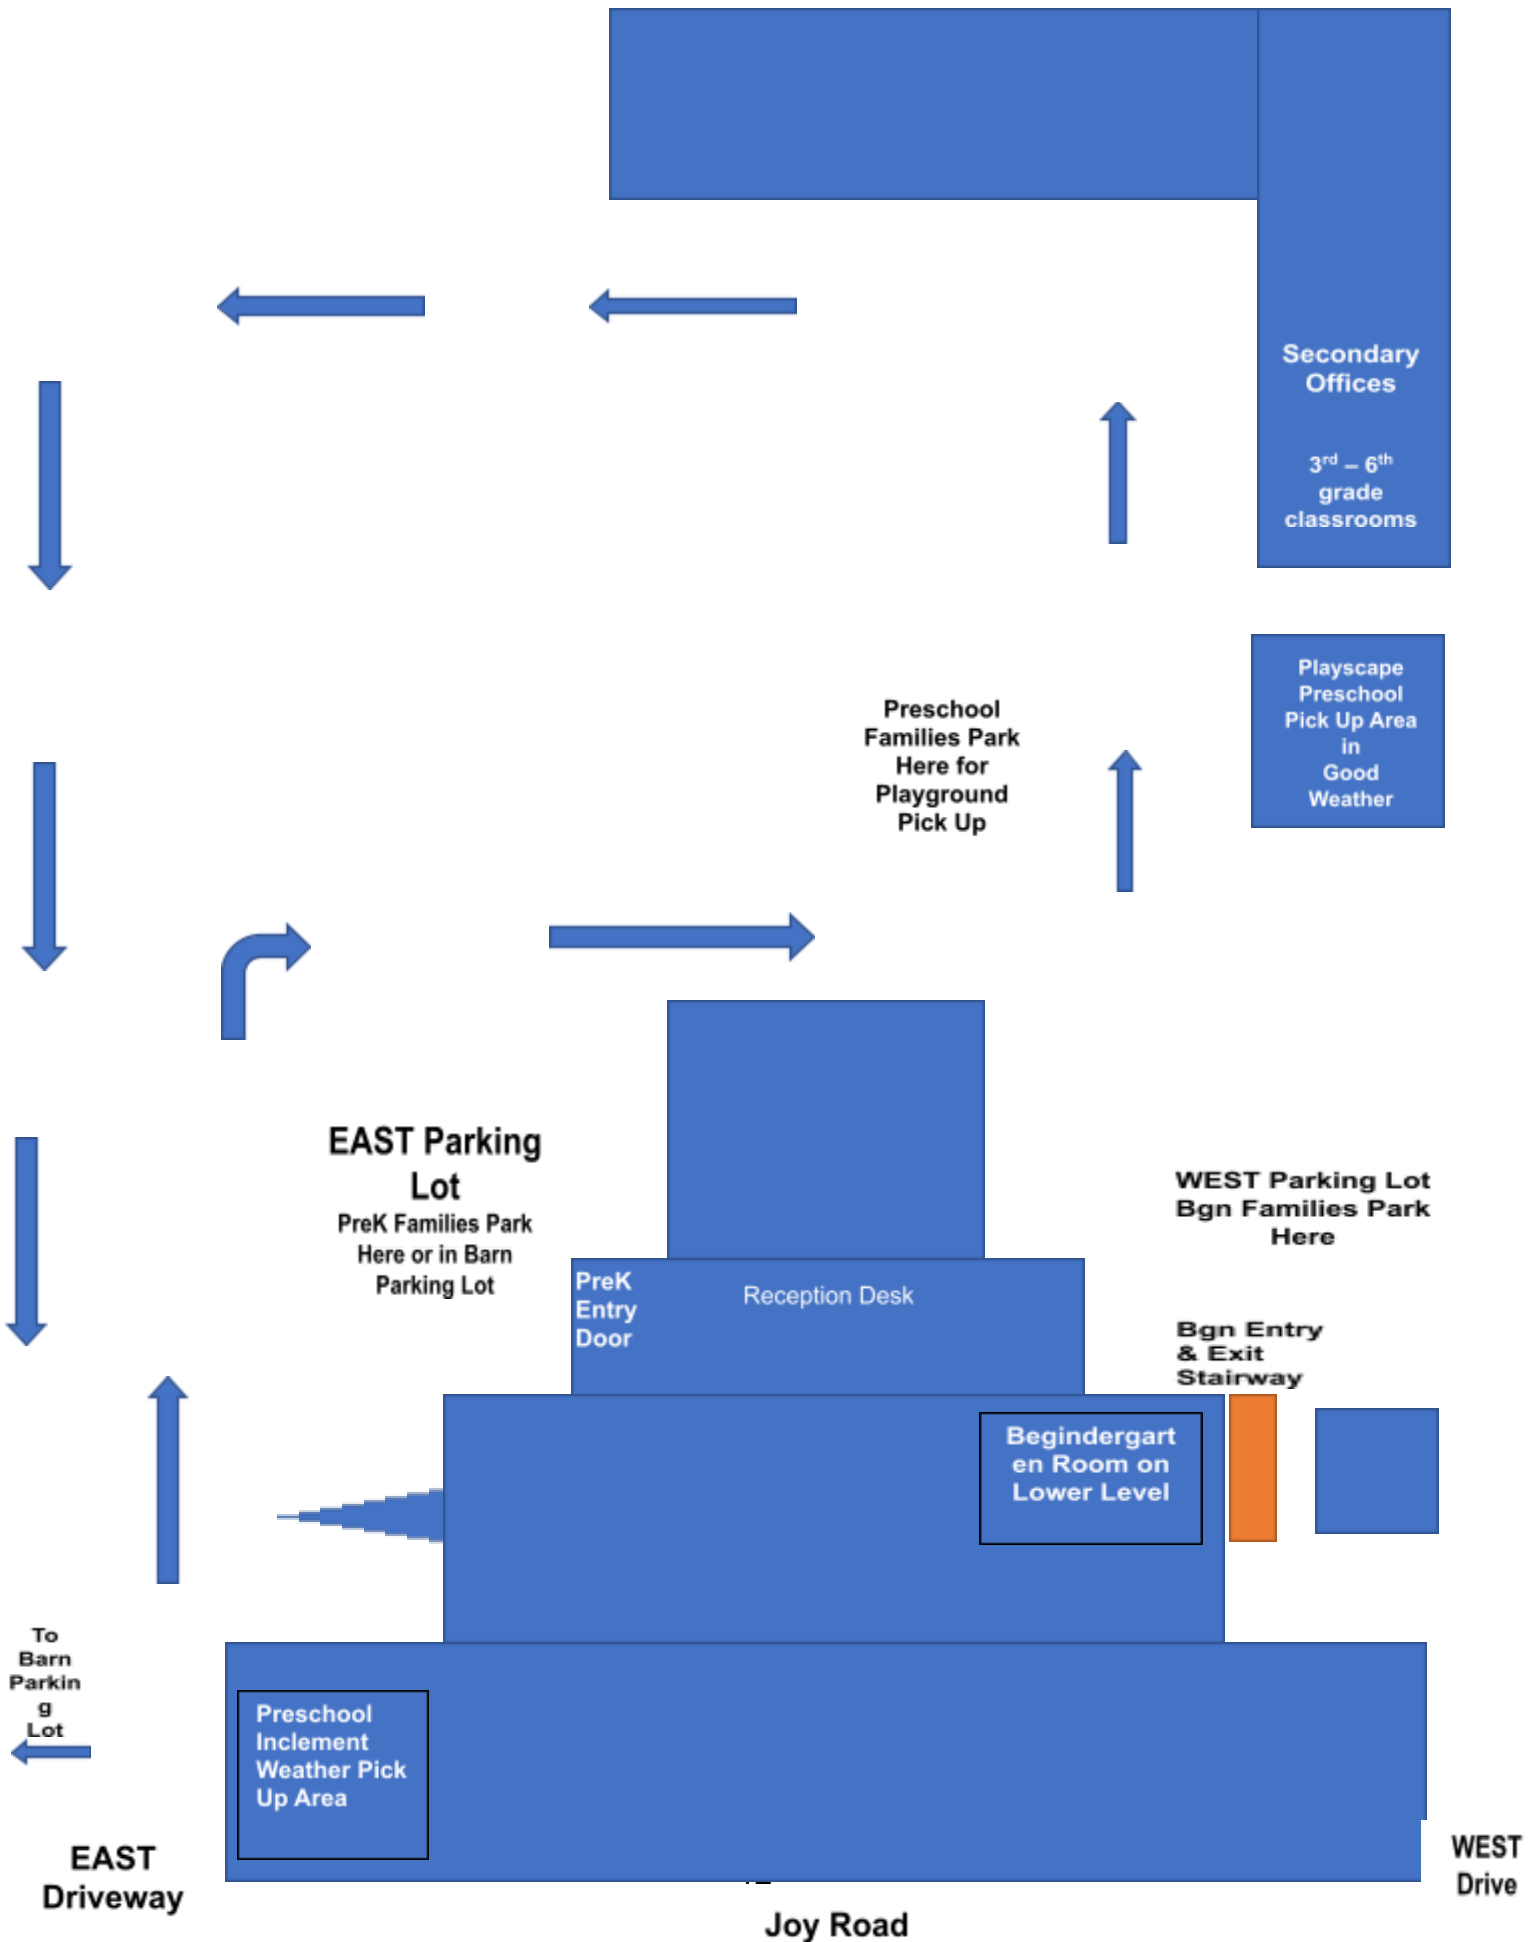 Secondary
Offices
3rd – 6th
grade
classrooms
Playscape
Preschool
Pick Up Area
in
Good
Weather
Preschool
Families Park
Here for
Playground
Pick Up
EAST Parking
Lot
PreK Families Park
Here or in Barn
Parking Lot
WEST Parking Lot
Bgn Families Park
Here
PreK
Entry
Door
Reception Desk
Bgn Entry
& Exit
Stairway
Begindergart
en Room on
Lower Level
To
Barn
Parkin
g
Lot
Preschool
Inclement
Weather Pick
Up Area
EAST
Driveway
WEST
Drive
Joy Road